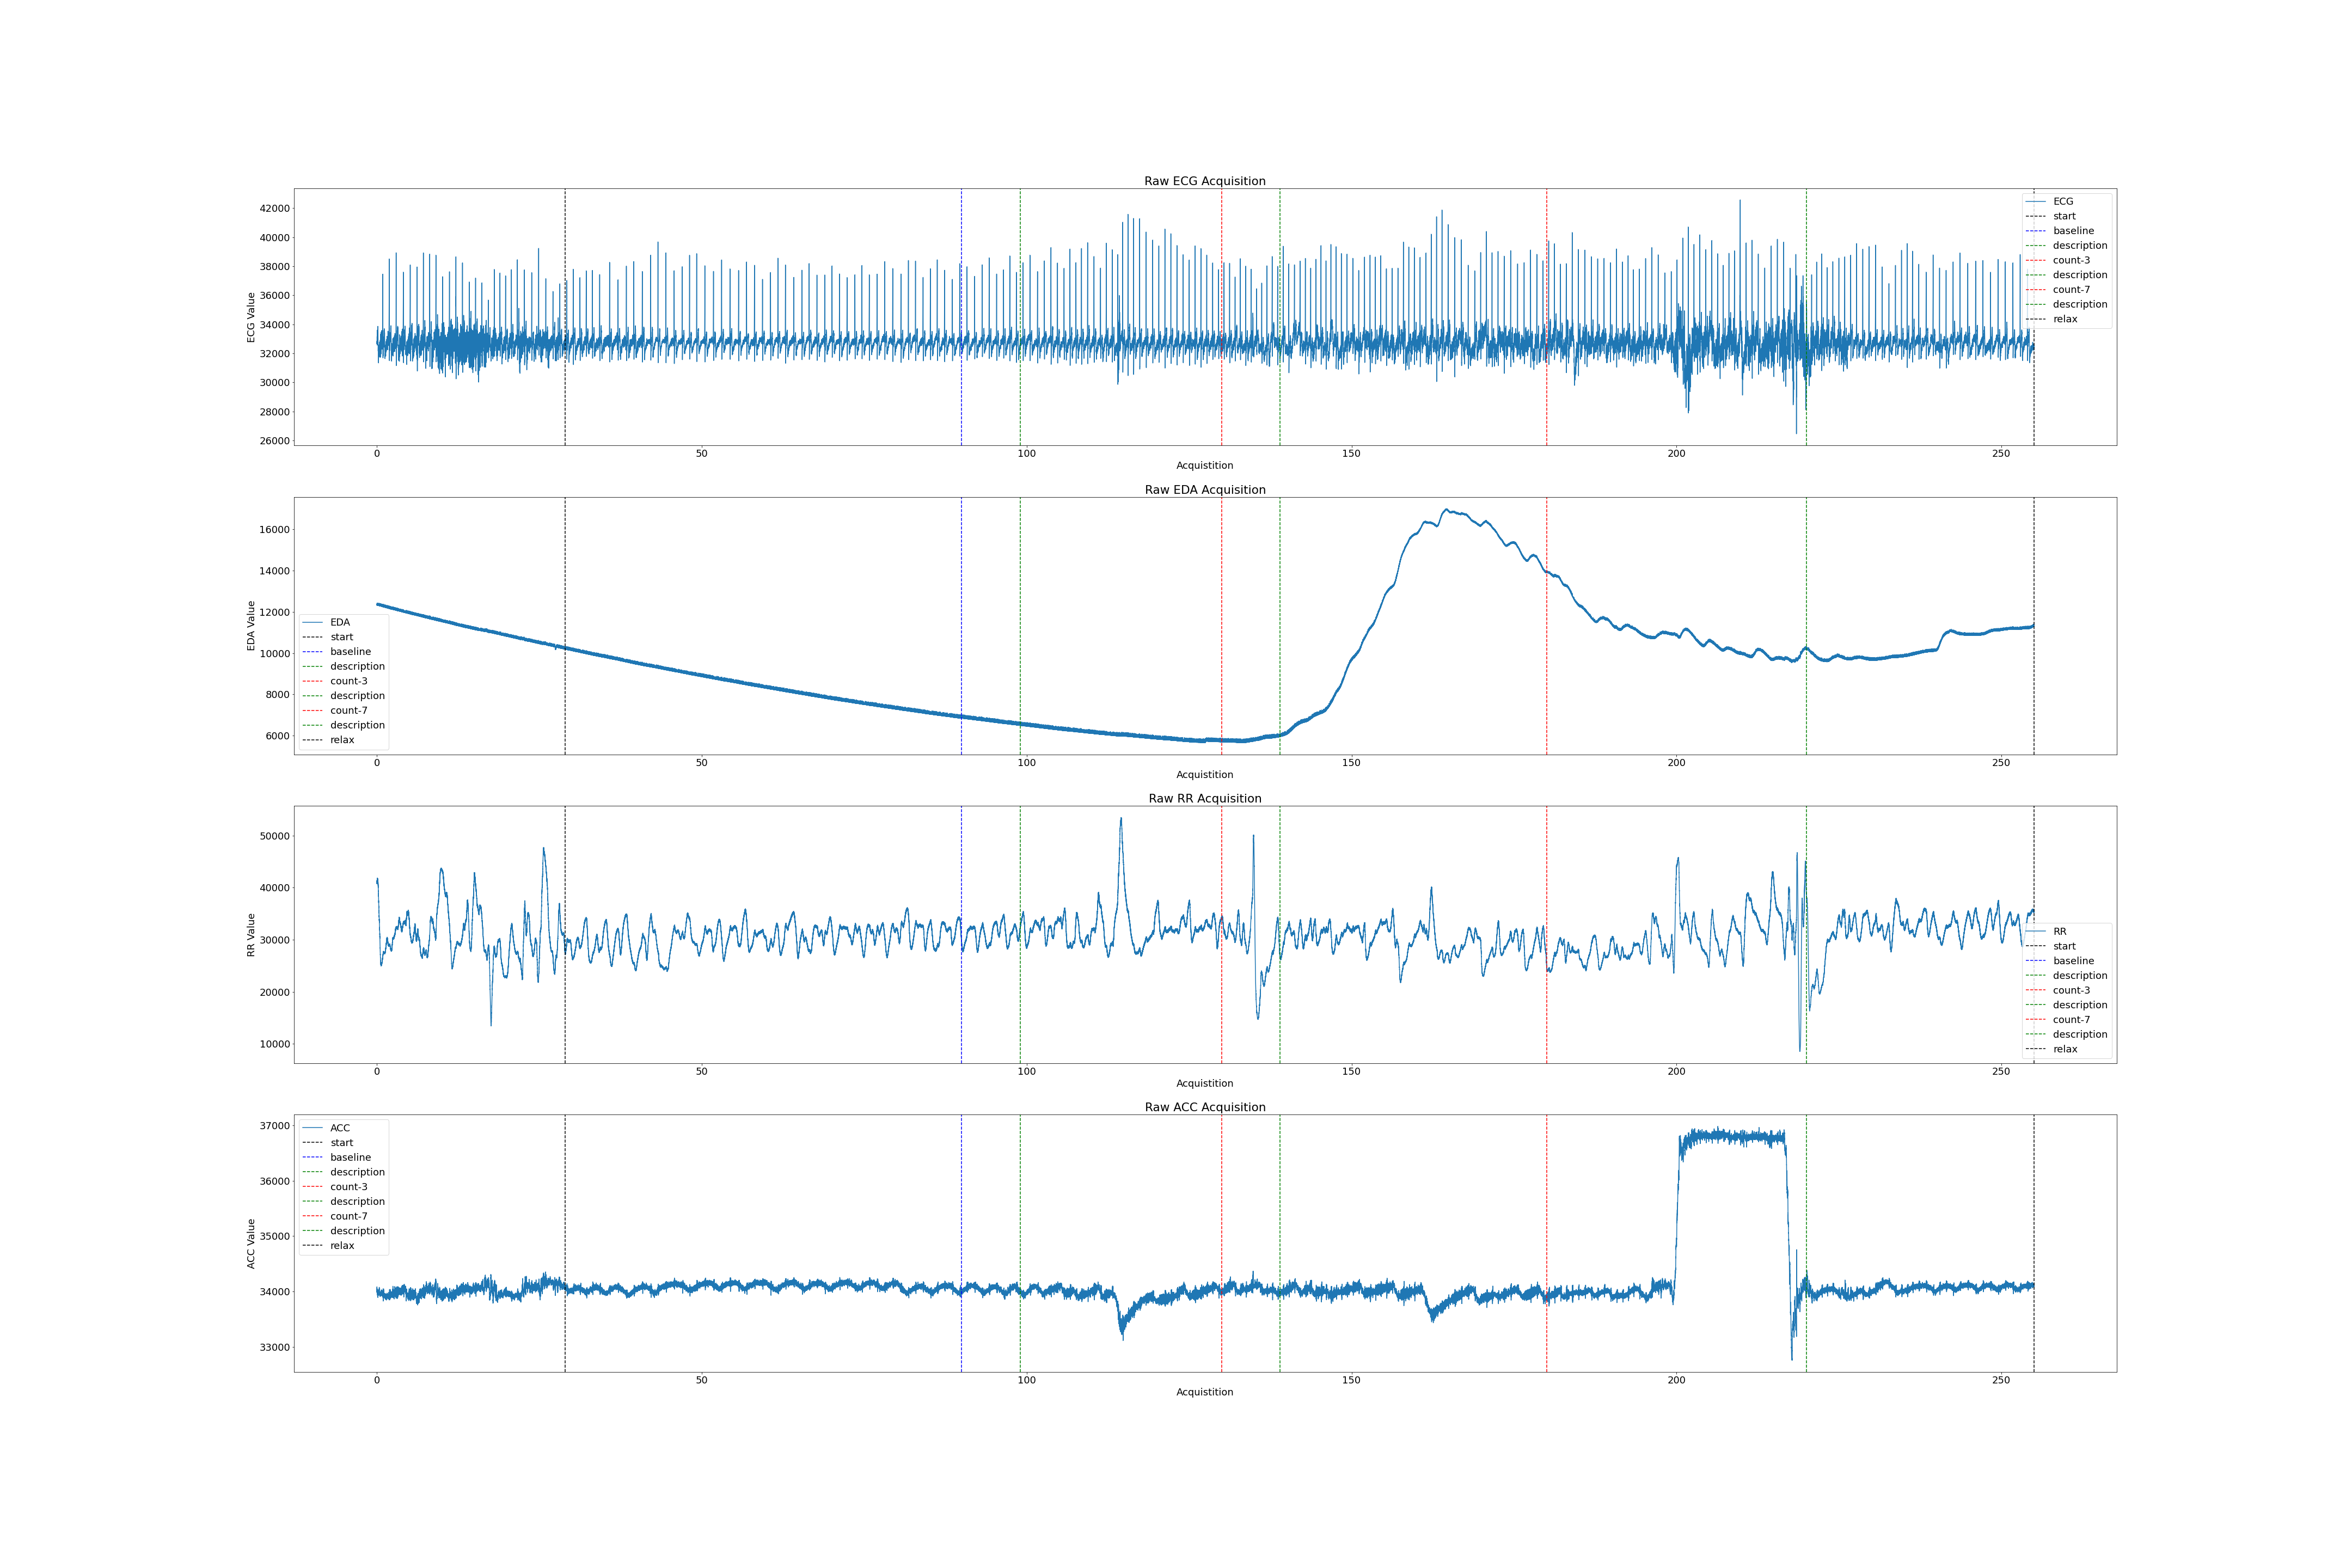 Raw ECG Acquisition
ECG Value
42000
40000
38000
36000
34000
32000
30000
28000
26000
ECG
start
baseline
description
count-3
description
count-7
description
relax
0 50 100 150 200 250
Acquistition
Raw EDA Acquisition
EDA Value
16000
14000
12000
10000
8000
6000
EDA
start
baseline
description
count-3
description
count-7
description
relax
0 50 100 150 200 250
Acquistition
Raw RR Acquisition
RR Value
50000
40000
30000
20000
10000
RR
start
baseline
description
count-3
description
count-7
description
relax
0 50 100 150 200 250
Acquistition
Raw ACC Acquisition
ACC Value
37000
36000
35000
34000
33000
ACC
start
baseline
description
count-3
description
count-7
description
relax
0 50 100 150 200 250
Acquistition